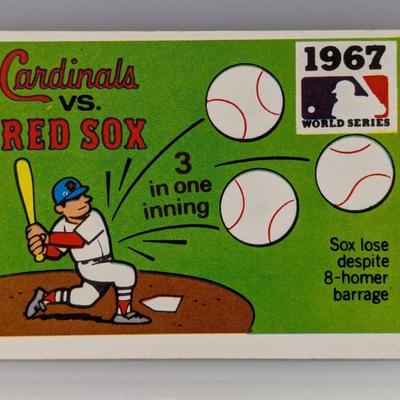 Cardinals
VS.
RED SOX
1967
WORLD SERIES
3
in one
inning
Sox lose
despite
8-homer
barrage